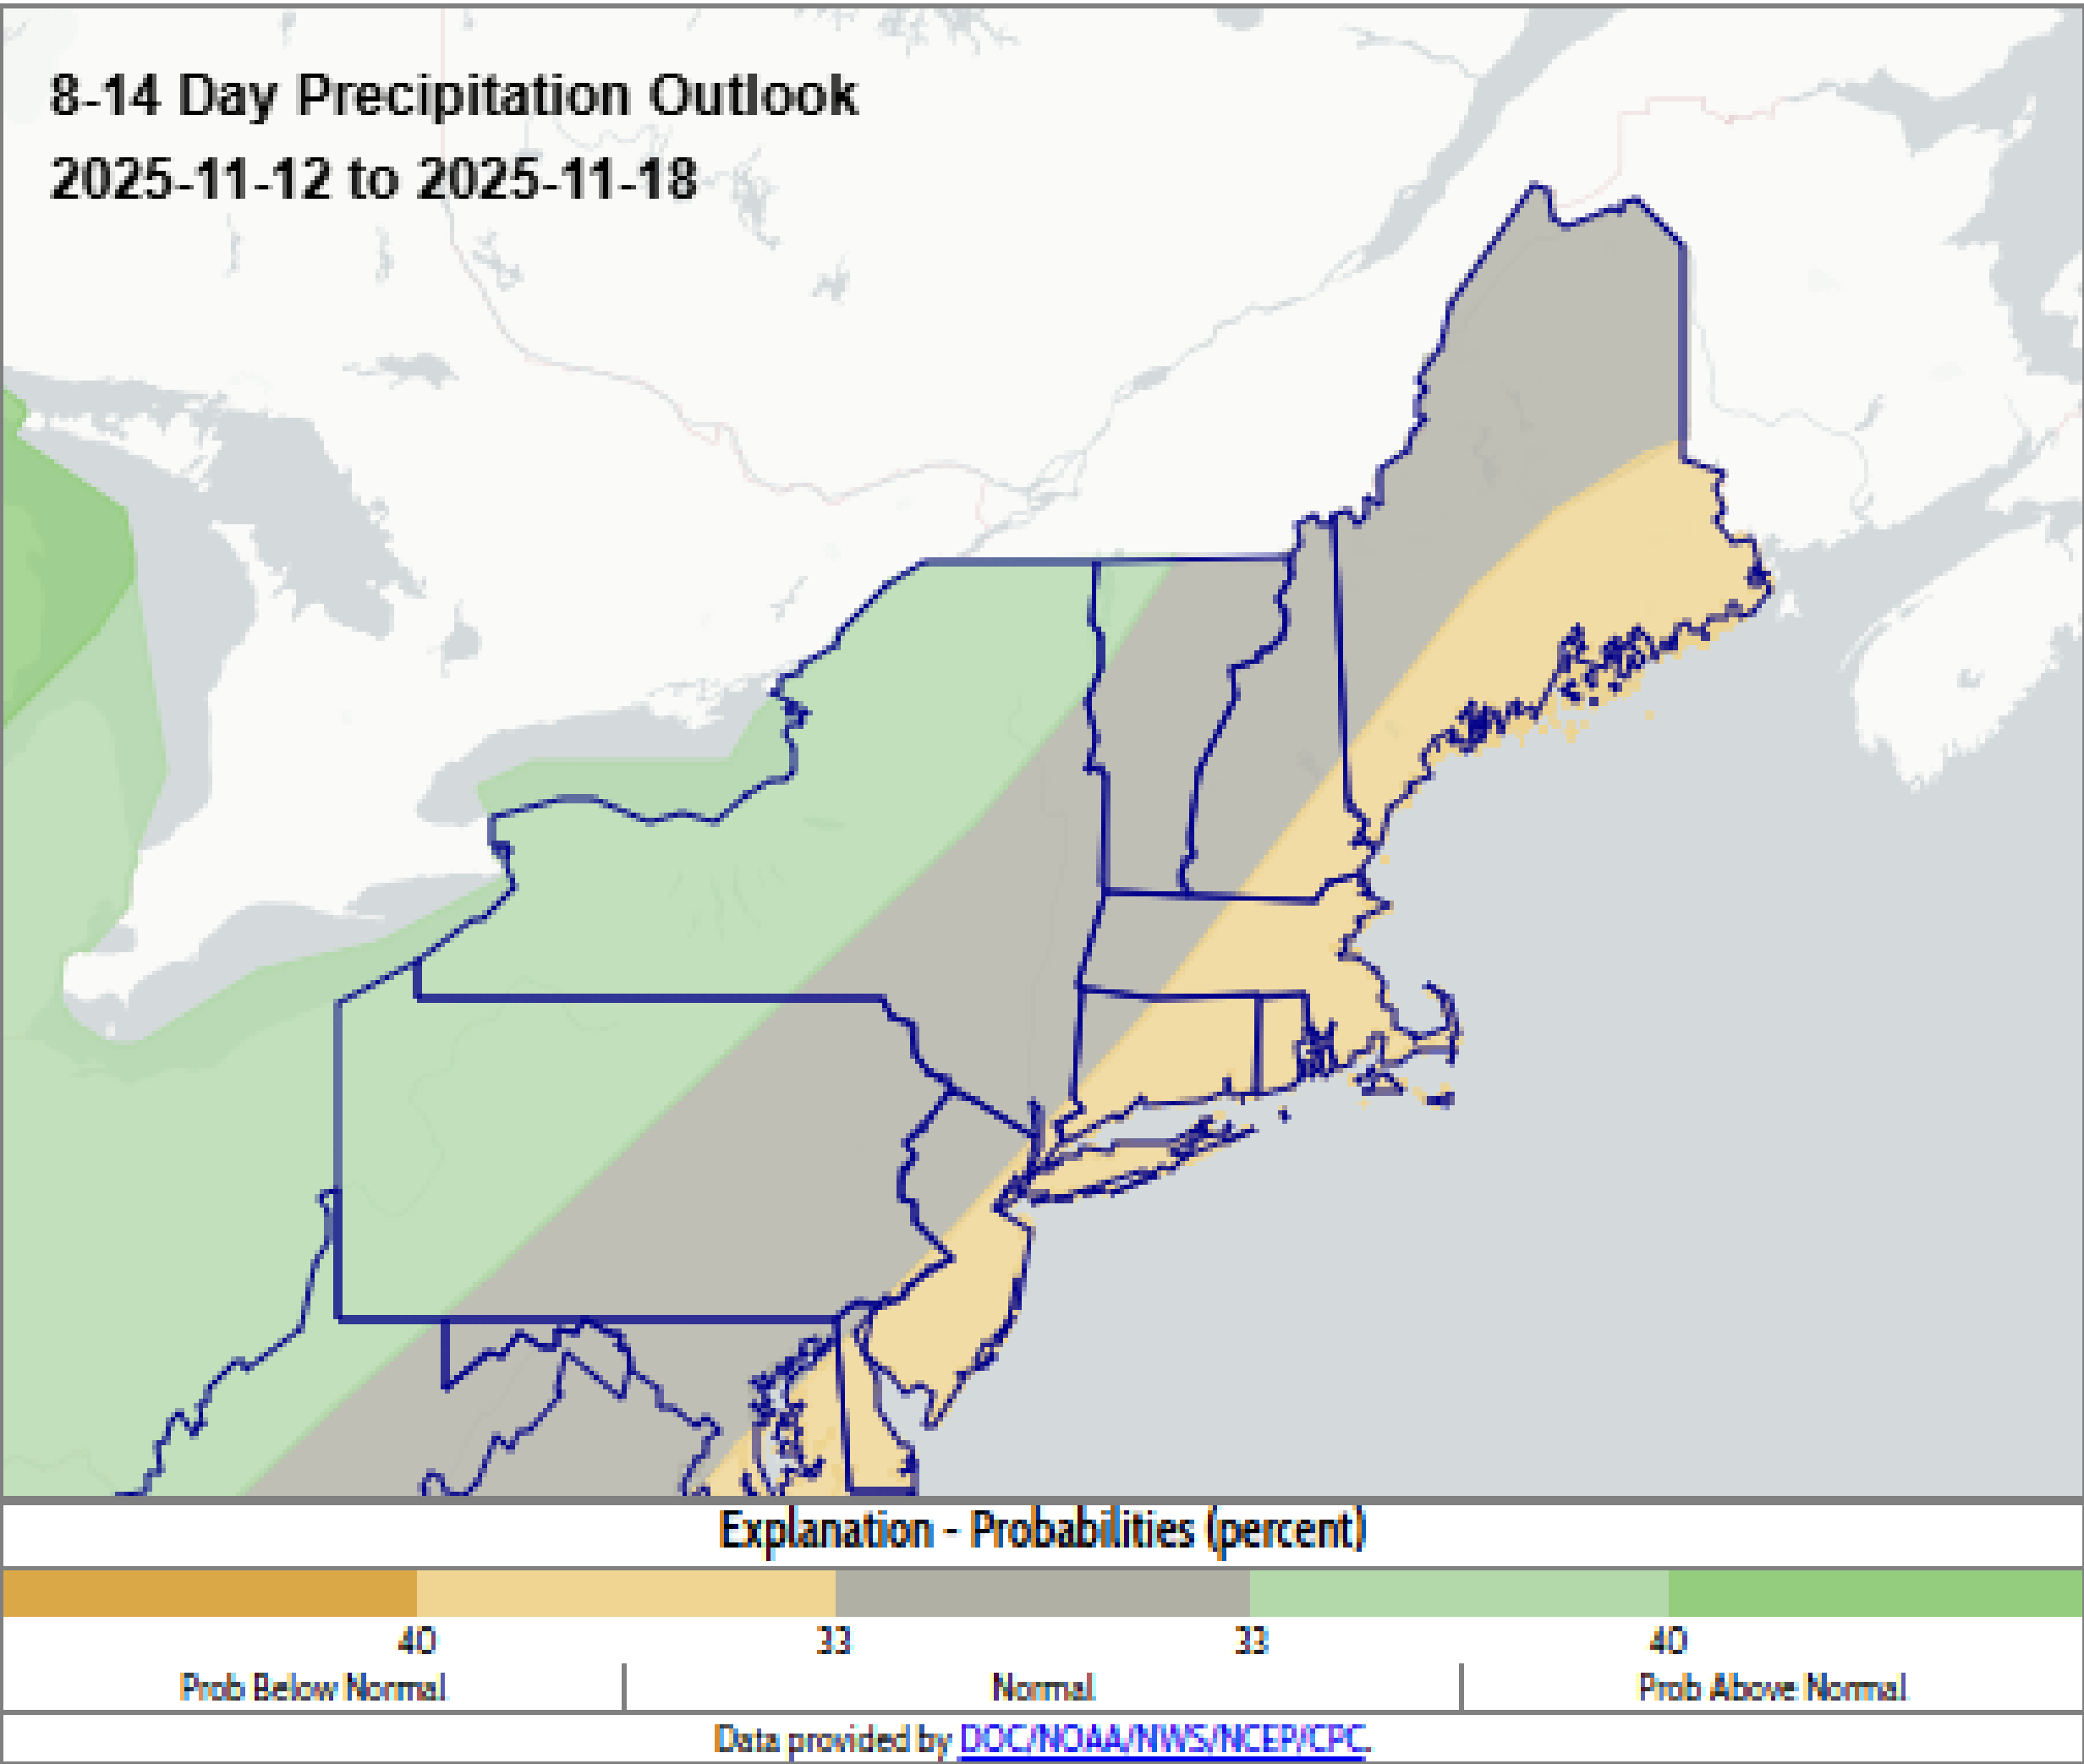 8-14 Day Precipitation Outlook
2025-11-12 to 2025-11-18
Explanation - Probabilities (percent)
40 33 33 40
Prob Below Normal Normal Prob Above Normal
Data provided by DOC/NOAA/NWS/NCEP/CPC.